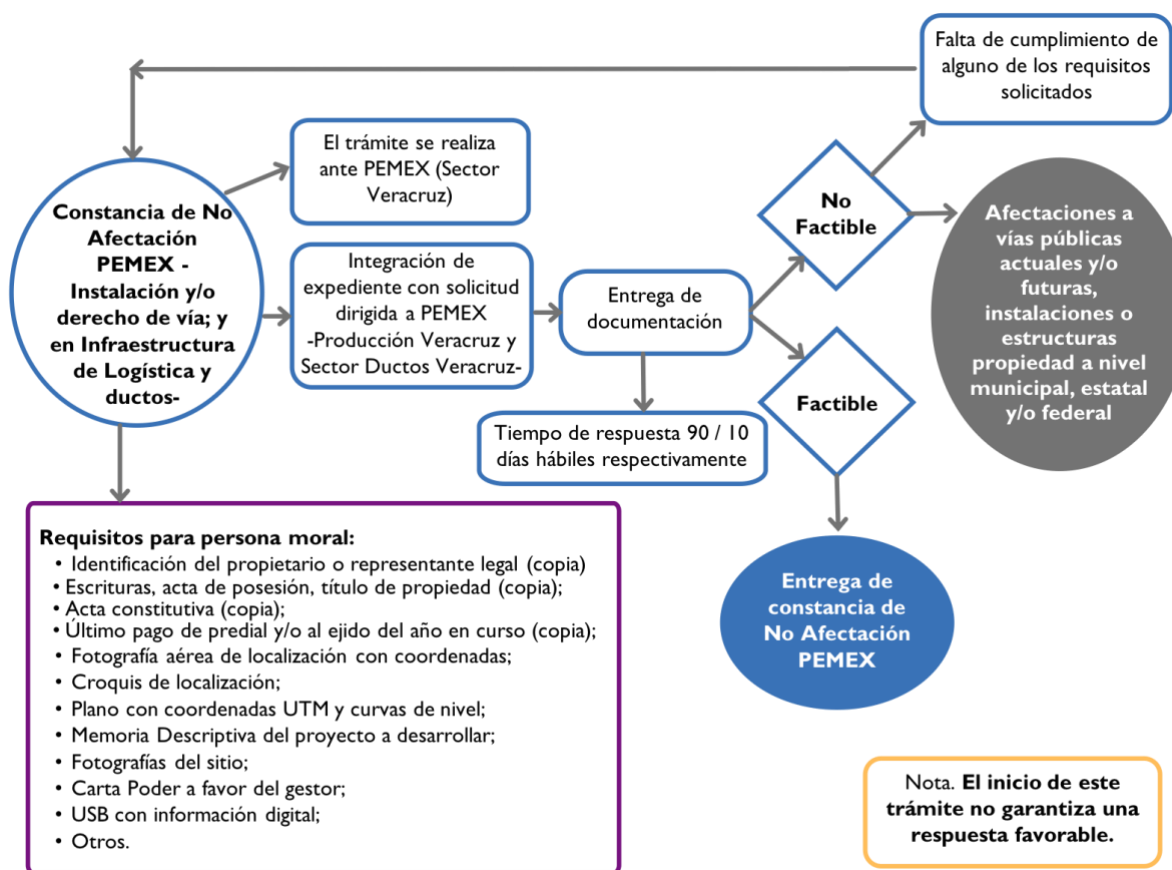 Falta de cumplimiento de
alguno de los requisitos
solicitados
El trámite se realiza
ante PEMEX (Sector
Veracruz)
Constancia de No
Afectación
PEMEX -
Instalación y/o
derecho de vía; y
en Infraestructura
de Logística y
ductos-
Integración de
expediente con solicitud
dirigida a PEMEX
-Producción Veracruz y
Sector Ductos Veracruz-
Entrega de
documentación
No
Factible
Afectaciones a
vías públicas
actuales y/o
futuras,
instalaciones o
estructuras
propiedad a nivel
municipal, estatal
y/o federal
Factible
Tiempo de respuesta 90 / 10
días hábiles respectivamente
Requisitos para persona moral:
• Identificación del propietario o representante legal (copia)
• Escrituras, acta de posesión, título de propiedad (copia);
• Acta constitutiva (copia);
• Último pago de predial y/o al ejido del año en curso (copia);
• Fotografía aérea de localización con coordenadas;
• Croquis de localización;
• Plano con coordenadas UTM y curvas de nivel;
• Memoria Descriptiva del proyecto a desarrollar;
• Fotografías del sitio;
• Carta Poder a favor del gestor;
• USB con información digital;
• Otros.
Entrega de
constancia de
No Afectación
PEMEX
Nota. El inicio de este
trámite no garantiza una
respuesta favorable.